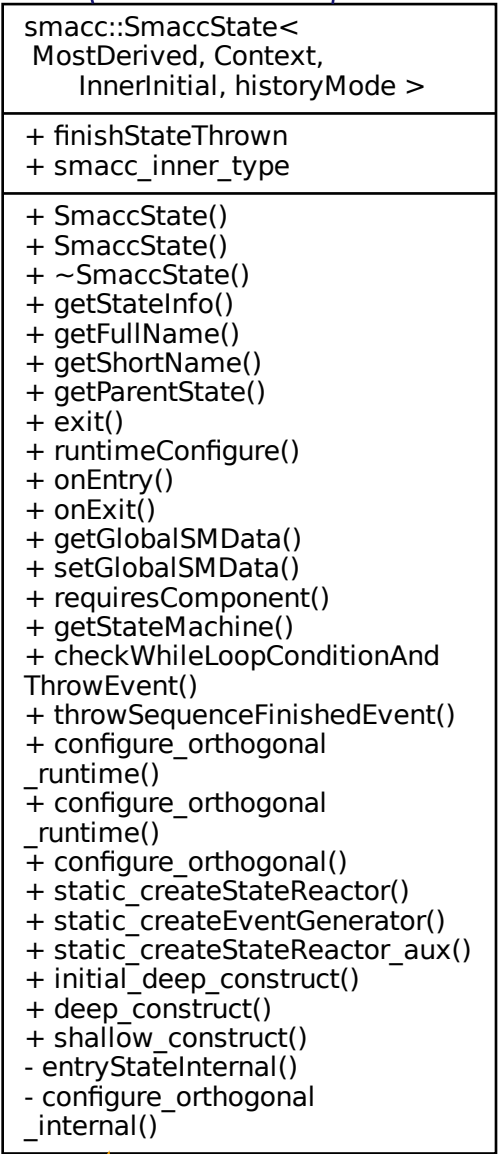 smacc::SmaccState<
MostDerived, Context,
InnerInitial, historyMode >
+ finishStateThrown
+ smacc_inner_type
+ SmaccState()
+ SmaccState()
+ ~SmaccState()
+ getStateInfo()
+ getFullName()
+ getShortName()
+ getParentState()
+ exit()
+ runtimeConfigure()
+ onEntry()
+ onExit()
+ getGlobalSMData()
+ setGlobalSMData()
+ requiresComponent()
+ getStateMachine()
+ checkWhileLoopConditionAnd
ThrowEvent()
+ throwSequenceFinishedEvent()
+ configure_orthogonal
_runtime()
+ configure_orthogonal
_runtime()
+ configure_orthogonal()
+ static_createStateReactor()
+ static_createEventGenerator()
+ static_createStateReactor_aux()
+ initial_deep_construct()
+ deep_construct()
+ shallow_construct()
- entryStateInternal()
- configure_orthogonal
_internal()